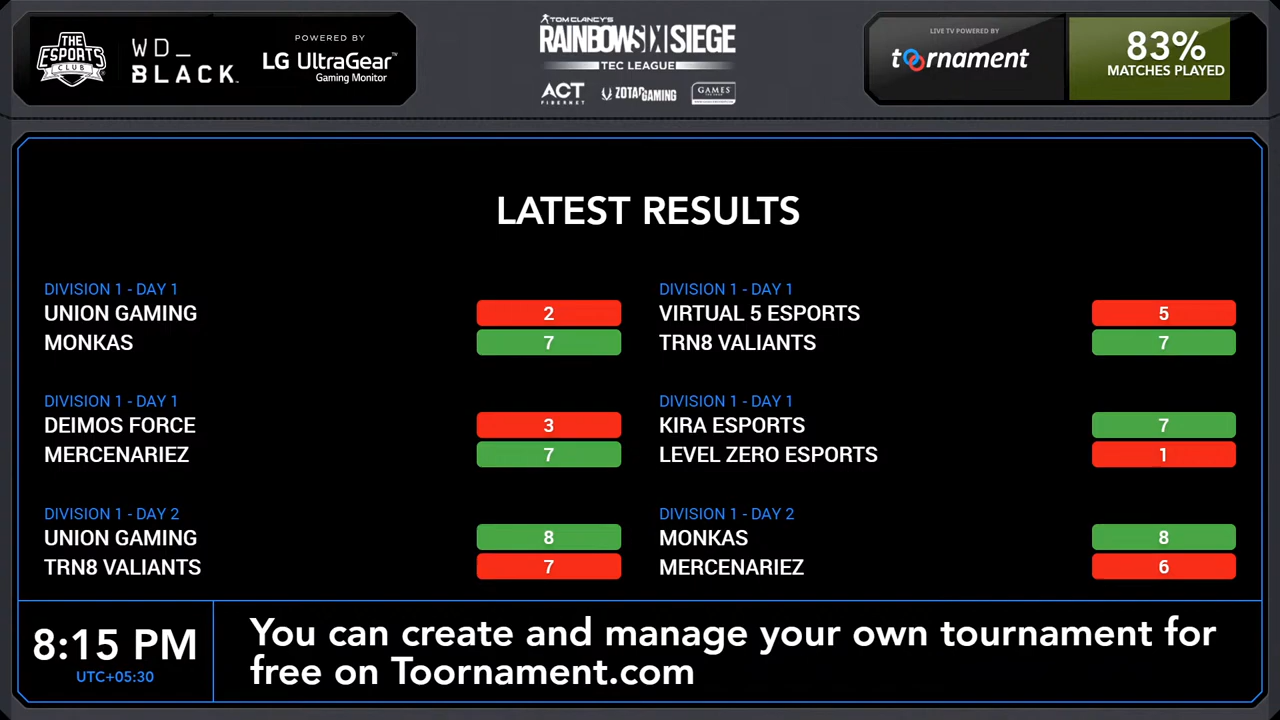 THE
ESPORTS
CLUB
WD_
BLACK.
POWERED BY
LG UltraGear™
Gaming Monitor
TOM CLANCY'S
RAINBOW SIX SIEGE
TEC LEAGUE
ACT
FIBERNET
ZOTAC GAMING
GAMES
LIVE TV POWERED BY
toornament
83%
MATCHES PLAYED
LATEST RESULTS
DIVISION 1 - DAY 1
UNION GAMING 2
MONKAS 7
DIVISION 1 - DAY 1
VIRTUAL 5 ESPORTS 5
TRN8 VALIANTS 7
DIVISION 1 - DAY 1
DEIMOS FORCE 3
MERCENARIEZ 7
DIVISION 1 - DAY 1
KIRA ESPORTS 7
LEVEL ZERO ESPORTS 1
DIVISION 1 - DAY 2
UNION GAMING 8
TRN8 VALIANTS 7
DIVISION 1 - DAY 2
MONKAS 8
MERCENARIEZ 6
8:15 PM
UTC+05:30
You can create and manage your own tournament for
free on Toornament.com